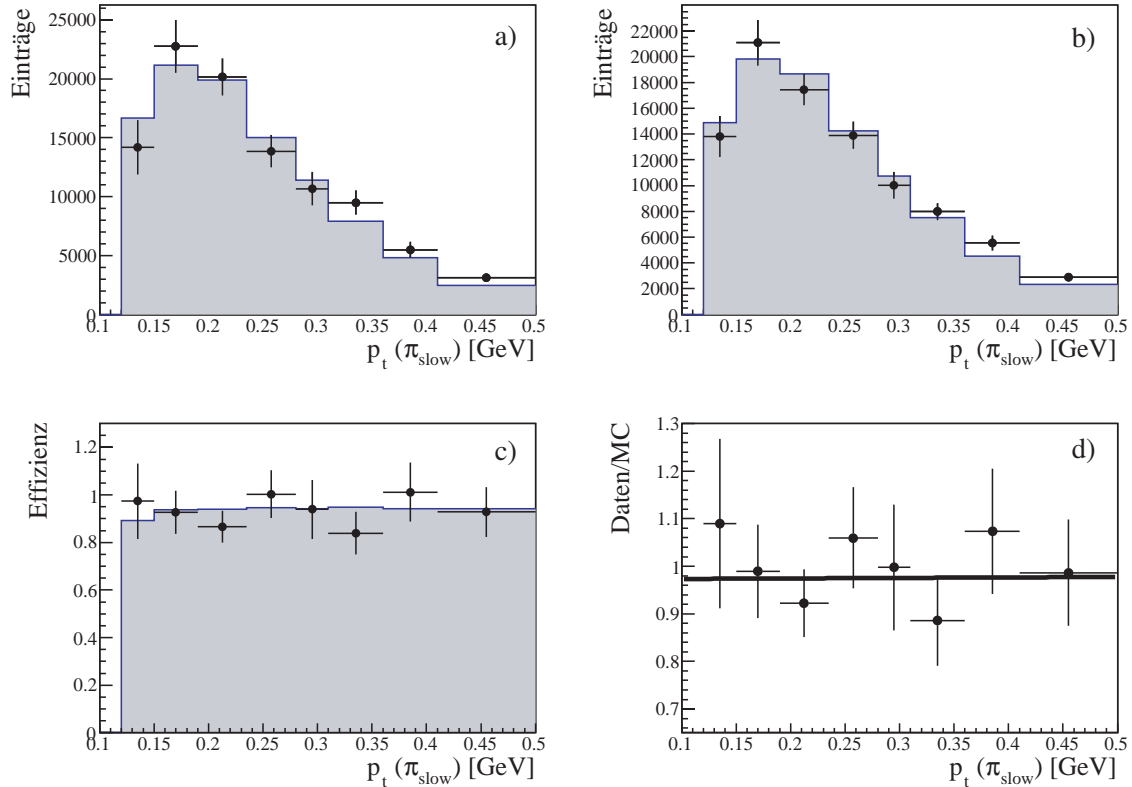 a)
Einträge
25000
20000
15000
10000
5000
0
0.1 0.15 0.2 0.25 0.3 0.35 0.4 0.45 0.5
p_t (π_slow) [GeV]
b)
Einträge
22000
20000
18000
16000
14000
12000
10000
8000
6000
4000
2000
0
0.1 0.15 0.2 0.25 0.3 0.35 0.4 0.45 0.5
p_t (π_slow) [GeV]
c)
Effizienz
1.2
1
0.8
0.6
0.4
0.2
0
0.1 0.15 0.2 0.25 0.3 0.35 0.4 0.45 0.5
p_t (π_slow) [GeV]
d)
Daten/MC
1.3
1.2
1.1
1
0.9
0.8
0.7
0.1 0.15 0.2 0.25 0.3 0.35 0.4 0.45 0.5
p_t (π_slow) [GeV]